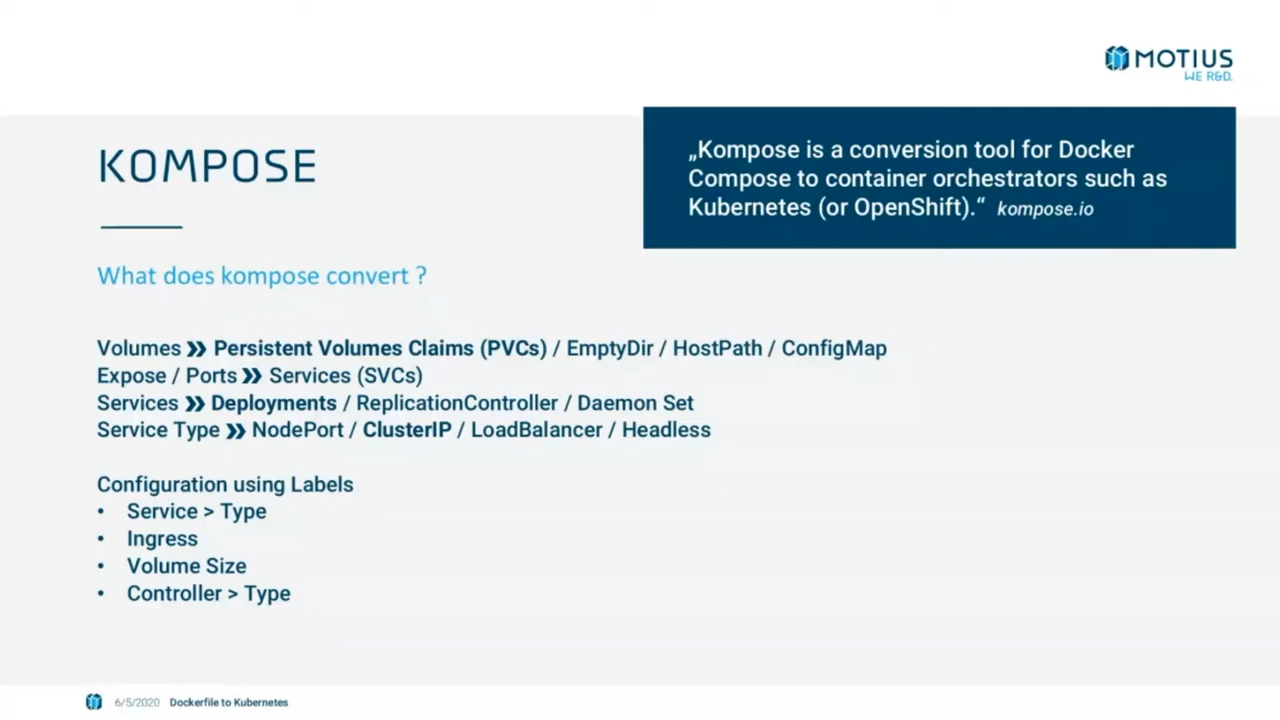 MOTIUS
WE R&D.
KOMPOSE
„Kompose is a conversion tool for Docker
Compose to container orchestrators such as
Kubernetes (or OpenShift).“ kompose.io
What does kompose convert ?
Volumes » Persistent Volumes Claims (PVCs) / EmptyDir / HostPath / ConfigMap
Expose / Ports » Services (SVCs)
Services » Deployments / ReplicationController / Daemon Set
Service Type » NodePort / ClusterIP / LoadBalancer / Headless
Configuration using Labels
• Service > Type
• Ingress
• Volume Size
• Controller > Type
6/5/2020 Dockerfile to Kubernetes